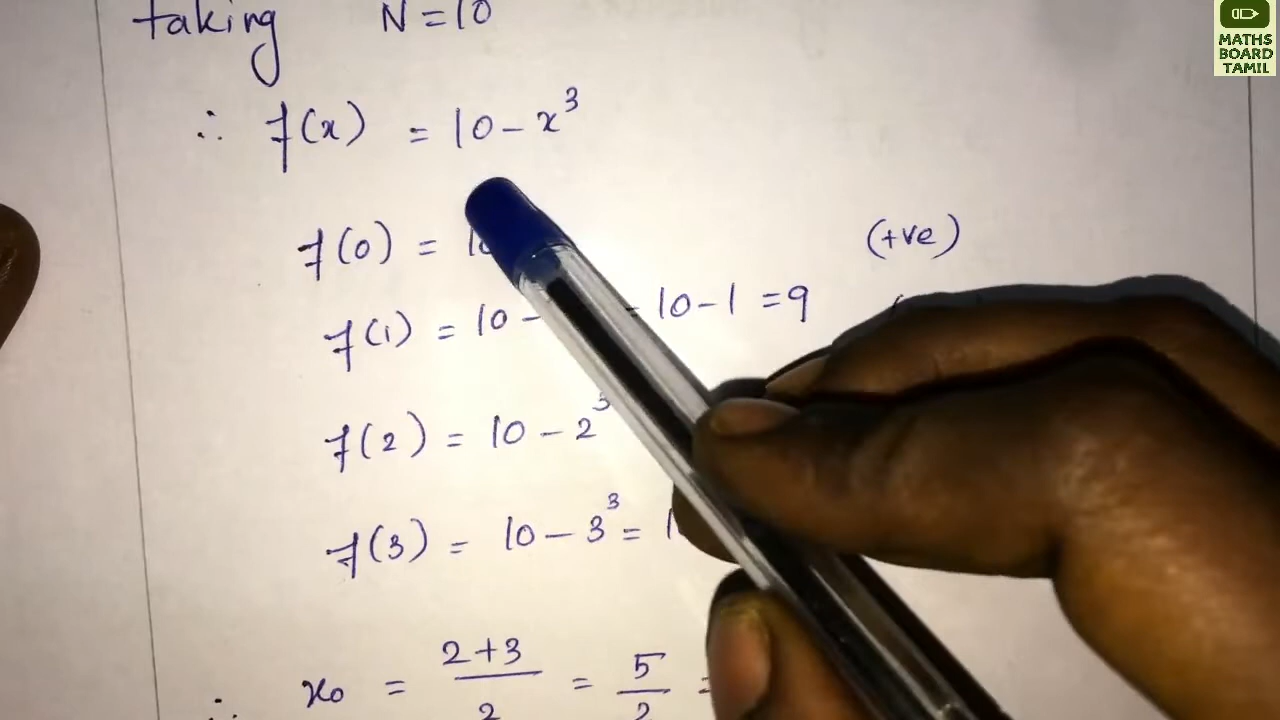 taking N = 10
∴ f(x) = 10 - x³
f(0) = 10 (+ve)
f(1) = 10 - = 10 - 1 = 9
f(2) = 10 - 2³
f(3) = 10 - 3³ =
∴ x₀ = 2+3/2 = 5/2 =
MATHS
BOARD
TAMIL